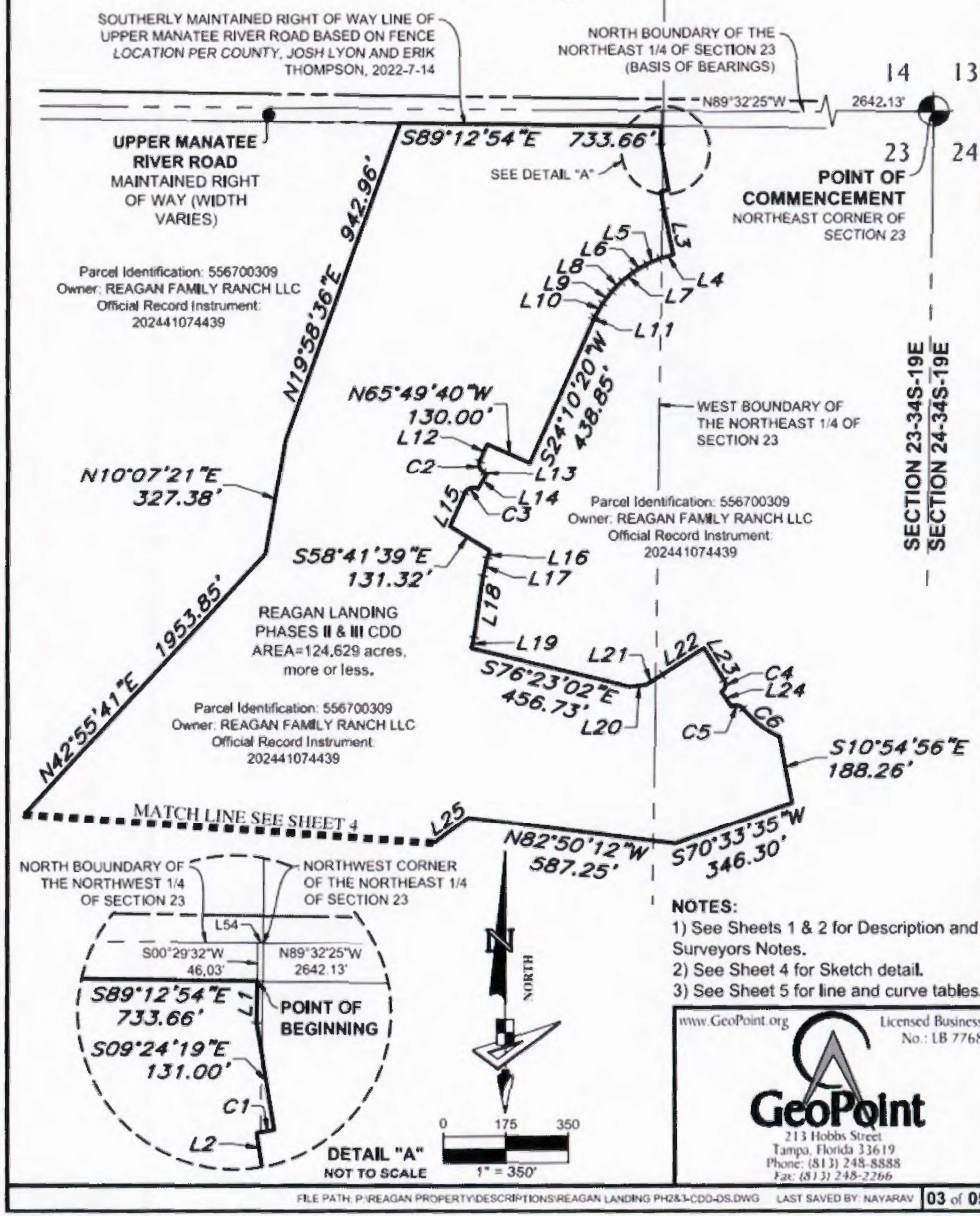 SOUTHERLY MAINTAINED RIGHT OF WAY LINE OF
UPPER MANATEE RIVER ROAD BASED ON FENCE
LOCATION PER COUNTY, JOSH LYON AND ERIK
THOMPSON, 2022-7-14
NORTH BOUNDARY OF THE
NORTHEAST 1/4 OF SECTION 23
(BASIS OF BEARINGS)
14
13
N89°32'25"W
2642.13'
23
24
UPPER MANATEE
RIVER ROAD
MAINTAINED RIGHT
OF WAY (WIDTH
VARIES)
S89°12'54"E
733.66'
SEE DETAIL "A"
POINT OF
COMMENCEMENT
NORTHEAST CORNER OF
SECTION 23
N19°58'36"E 942.96'
Parcel Identification: 556700309
Owner: REAGAN FAMILY RANCH LLC
Official Record Instrument:
202441074439
L3
L5
L6
L4
L8
L9
L7
L10
L11
S24°10'20"W
438.85'
N65°49'40"W
130.00'
L12
C2
L13
L14
L15
C3
WEST BOUNDARY OF
THE NORTHEAST 1/4 OF
SECTION 23
SECTION 23-34S-19E
SECTION 24-34S-19E
N10°07'21"E
327.38'
Parcel Identification: 556700309
Owner: REAGAN FAMILY RANCH LLC
Official Record Instrument:
202441074439
S58°41'39"E
131.32'
L16
L17
L18
REAGAN LANDING
PHASES II & III CDD
AREA=124.629 acres,
more or less.
L19
L21
L22
L23
C4
L24
S76°23'02"E
456.73'
L20
C5
C6
Parcel Identification: 556700309
Owner: REAGAN FAMILY RANCH LLC
Official Record Instrument:
202441074439
N42°55'41"E 1953.85'
S10°54'56"E
188.26'
MATCH LINE SEE SHEET 4
L25
N82°50'12"W
587.25'
S70°33'35"W
346.30'
NORTH BOUUNDARY OF
THE NORTHWEST 1/4
OF SECTION 23
NORTHWEST CORNER
OF THE NORTHEAST 1/4
OF SECTION 23
L54
S00°29'32"W
46.03'
N89°32'25"W
2642.13'
S89°12'54"E
733.66'
L1
POINT OF
BEGINNING
S09°24'19"E
131.00'
C1
L2
DETAIL "A"
NOT TO SCALE
N
NORTH
0 175 350
1" = 350'
NOTES:
1) See Sheets 1 & 2 for Description and
Surveyors Notes.
2) See Sheet 4 for Sketch detail.
3) See Sheet 5 for line and curve tables.
www.GeoPoint.org
Licensed Business
No.: LB 7768
GeoPoint
213 Hobbs Street
Tampa, Florida 33619
Phone: (813) 248-8888
Fax: (813) 248-2266
FILE PATH: P:\REAGAN PROPERTY\DESCRIPTIONS\REAGAN LANDING PH2&3-CDD-DS.DWG LAST SAVED BY: NAYARAV 03 of